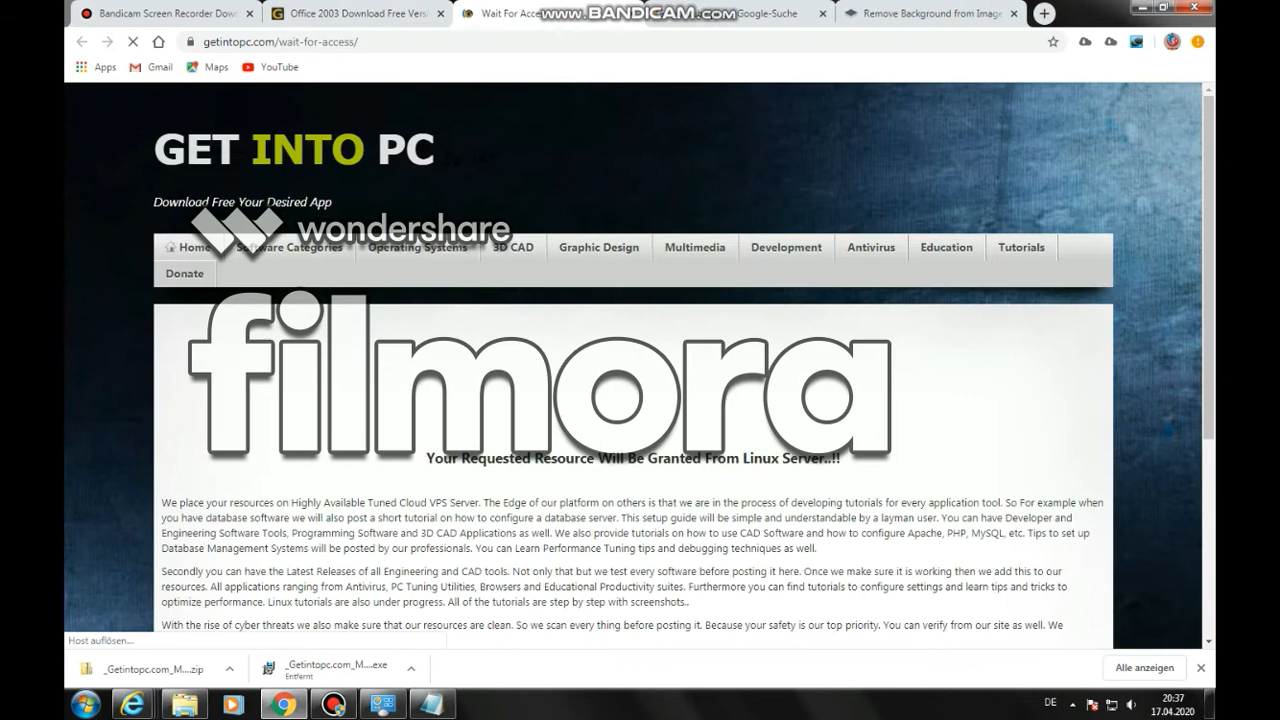 Bandicam Screen Recorder Dow
Office 2003 Download Free Versi
Wait For Acce
www.BANDICAM.com
Google-Suche
Remove Background from Image
getintopc.com/wait-for-access/
Apps
Gmail
Maps
YouTube
GET INTO PC
Download Free Your Desired App
wondershare
Home
Software Categories
Operating Systems
3D CAD
Graphic Design
Multimedia
Development
Antivirus
Education
Tutorials
Donate
filmora
Your Requested Resource Will Be Granted From Linux Server..!!
We place your resources on Highly Available Tuned Cloud VPS Server. The Edge of our platform on others is that we are in the process of developing tutorials for every application tool. So For example when
you have database software we will also post a short tutorial on how to configure a database server. This setup guide will be simple and understandable by a layman user. You can have Developer and
Engineering Software Tools, Programming Software and 3D CAD Applications as well. We also provide tutorials on how to use CAD Software and how to configure Apache, PHP, MySQL, etc. Tips to set up
Database Management Systems will be posted by our professionals. You can Learn Performance Tuning tips and debugging techniques as well.
Secondly you can have the Latest Releases of all Engineering and CAD tools. Not only that but we test every software before posting it here. Once we make sure it is working then we add this to our
resources. All applications ranging from Antivirus, PC Tuning Utilities, Browsers and Educational Productivity suites. Furthermore you can find tutorials to configure settings and learn tips and tricks to
optimize performance. Linux tutorials are also under progress. All of the tutorials are step by step with screenshots..
With the rise of cyber threats we also make sure that our resources are clean. So we scan every thing before posting it. Because your safety is our top priority. You can verify from our site as well. We
Host auflösen...
_Getintopc.com_M....zip
_Getintopc.com_M....exe
Entfernt
Alle anzeigen
DE
20:37
17.04.2020